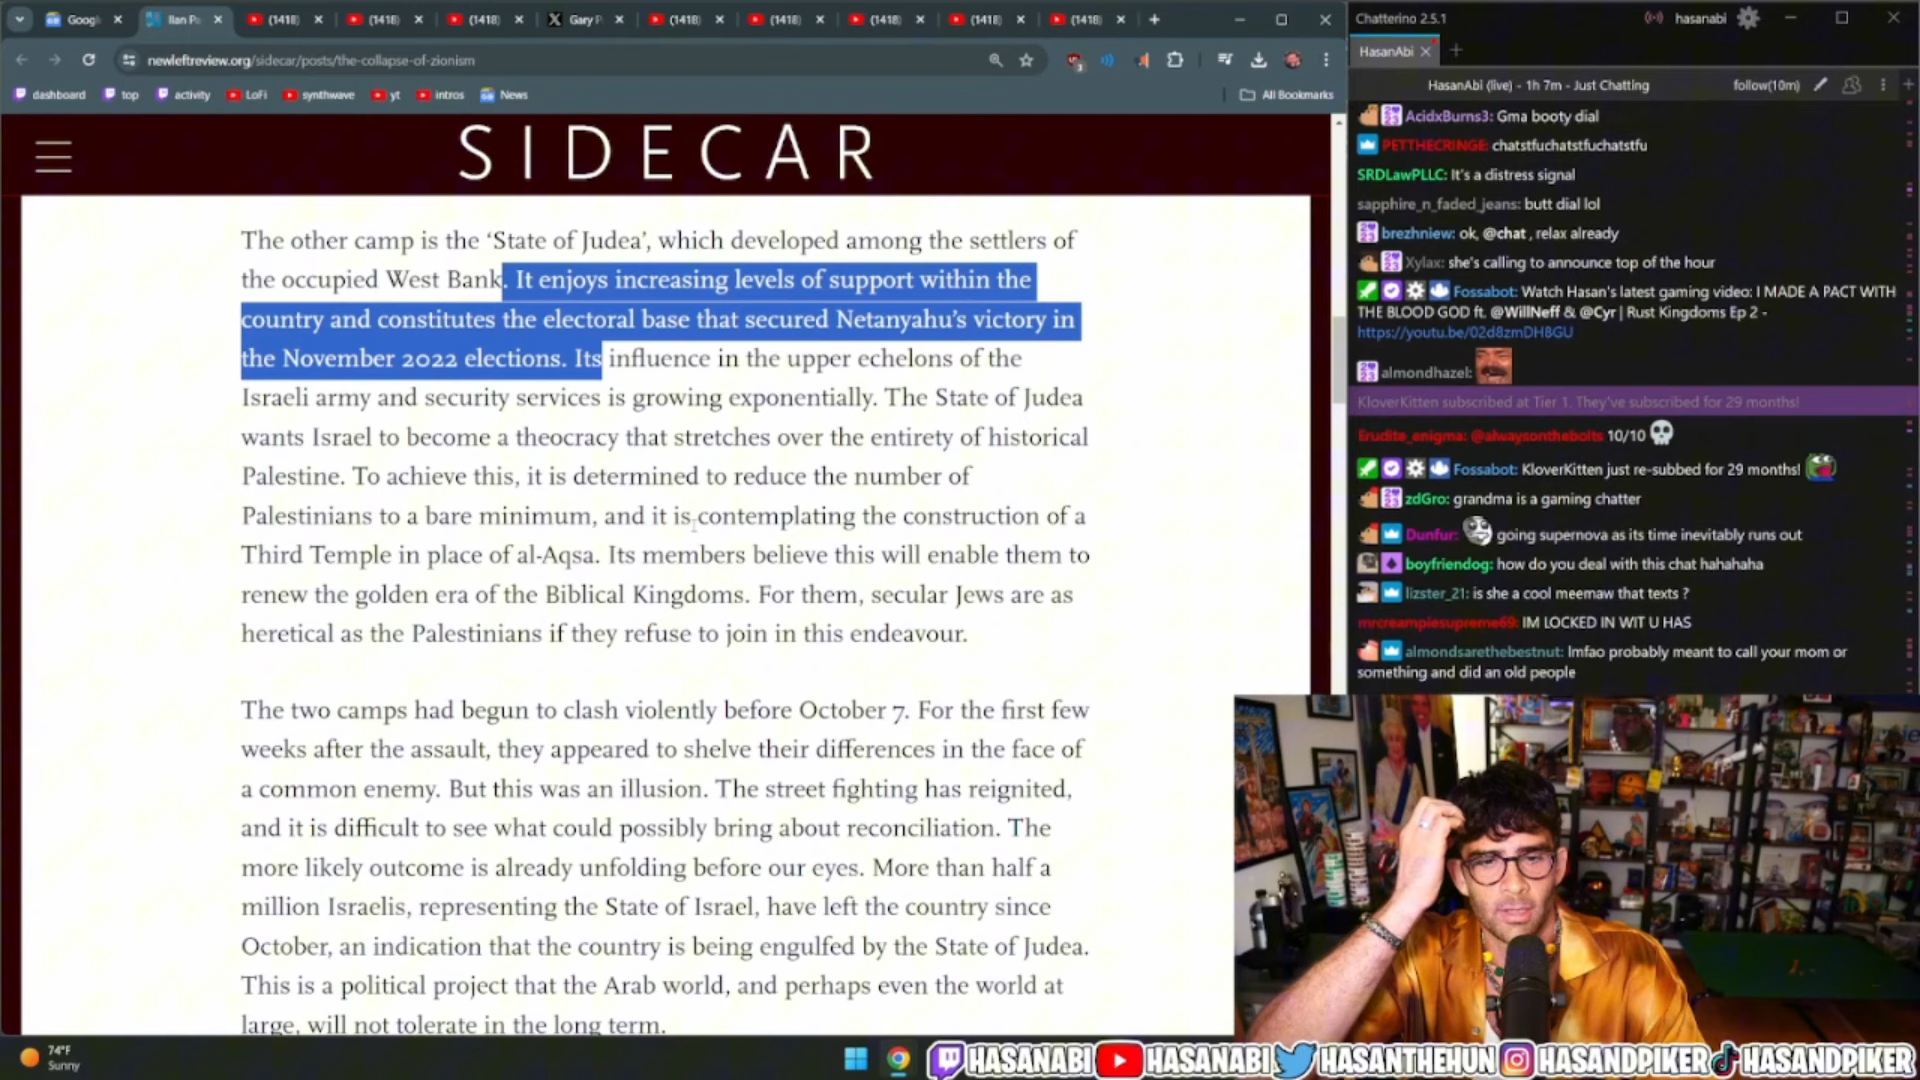 Googl
Ilan Pa
(1418)
(1418)
(1418)
Gary P
(1418)
(1418)
(1418)
(1418)
(1418)
newleftreview.org/sidecar/posts/the-collapse-of-zionism
dashboard
top
activity
LoFi
synthwave
yt
intros
News
All Bookmarks
SIDECAR
The other camp is the ‘State of Judea’, which developed among the settlers of
the occupied West Bank. It enjoys increasing levels of support within the
country and constitutes the electoral base that secured Netanyahu’s victory in
the November 2022 elections. Its influence in the upper echelons of the
Israeli army and security services is growing exponentially. The State of Judea
wants Israel to become a theocracy that stretches over the entirety of historical
Palestine. To achieve this, it is determined to reduce the number of
Palestinians to a bare minimum, and it is contemplating the construction of a
Third Temple in place of al-Aqsa. Its members believe this will enable them to
renew the golden era of the Biblical Kingdoms. For them, secular Jews are as
heretical as the Palestinians if they refuse to join in this endeavour.
The two camps had begun to clash violently before October 7. For the first few
weeks after the assault, they appeared to shelve their differences in the face of
a common enemy. But this was an illusion. The street fighting has reignited,
and it is difficult to see what could possibly bring about reconciliation. The
more likely outcome is already unfolding before our eyes. More than half a
million Israelis, representing the State of Israel, have left the country since
October, an indication that the country is being engulfed by the State of Judea.
This is a political project that the Arab world, and perhaps even the world at
large, will not tolerate in the long term.
Chatterino 2.5.1
hasanabi
HasanAbi
HasanAbi (live) - 1h 7m - Just Chatting
follow(10m)
AcidxBurns3: Gma booty dial
PETTHECRINGE: chatstfuchatstfuchatstfu
SRDLawPLLC: It's a distress signal
sapphire_n_faded_jeans: butt dial lol
brezhniew: ok, @chat , relax already
Xylax: she's calling to announce top of the hour
Fossabot: Watch Hasan's latest gaming video: I MADE A PACT WITH
THE BLOOD GOD ft. @WillNeff & @Cyr | Rust Kingdoms Ep 2 -
https://youtu.be/02d8zmDH8GU
almondhazel:
KloverKitten subscribed at Tier 1. They've subscribed for 29 months!
Erudite_enigma: @alwaysonthebolts 10/10
Fossabot: KloverKitten just re-subbed for 29 months!
zdGro: grandma is a gaming chatter
Dunfur: going supernova as its time inevitably runs out
boyfriendog: how do you deal with this chat hahahaha
lizster_21: is she a cool meemaw that texts ?
mrcreampiesupreme69: IM LOCKED IN WIT U HAS
almondsarethebestnut: lmfao probably meant to call your mom or
something and did an old people
74°F
Sunny
HASANABI
HASANABI
HASANTHEHUN
HASANDPIKER
HASANDPIKER